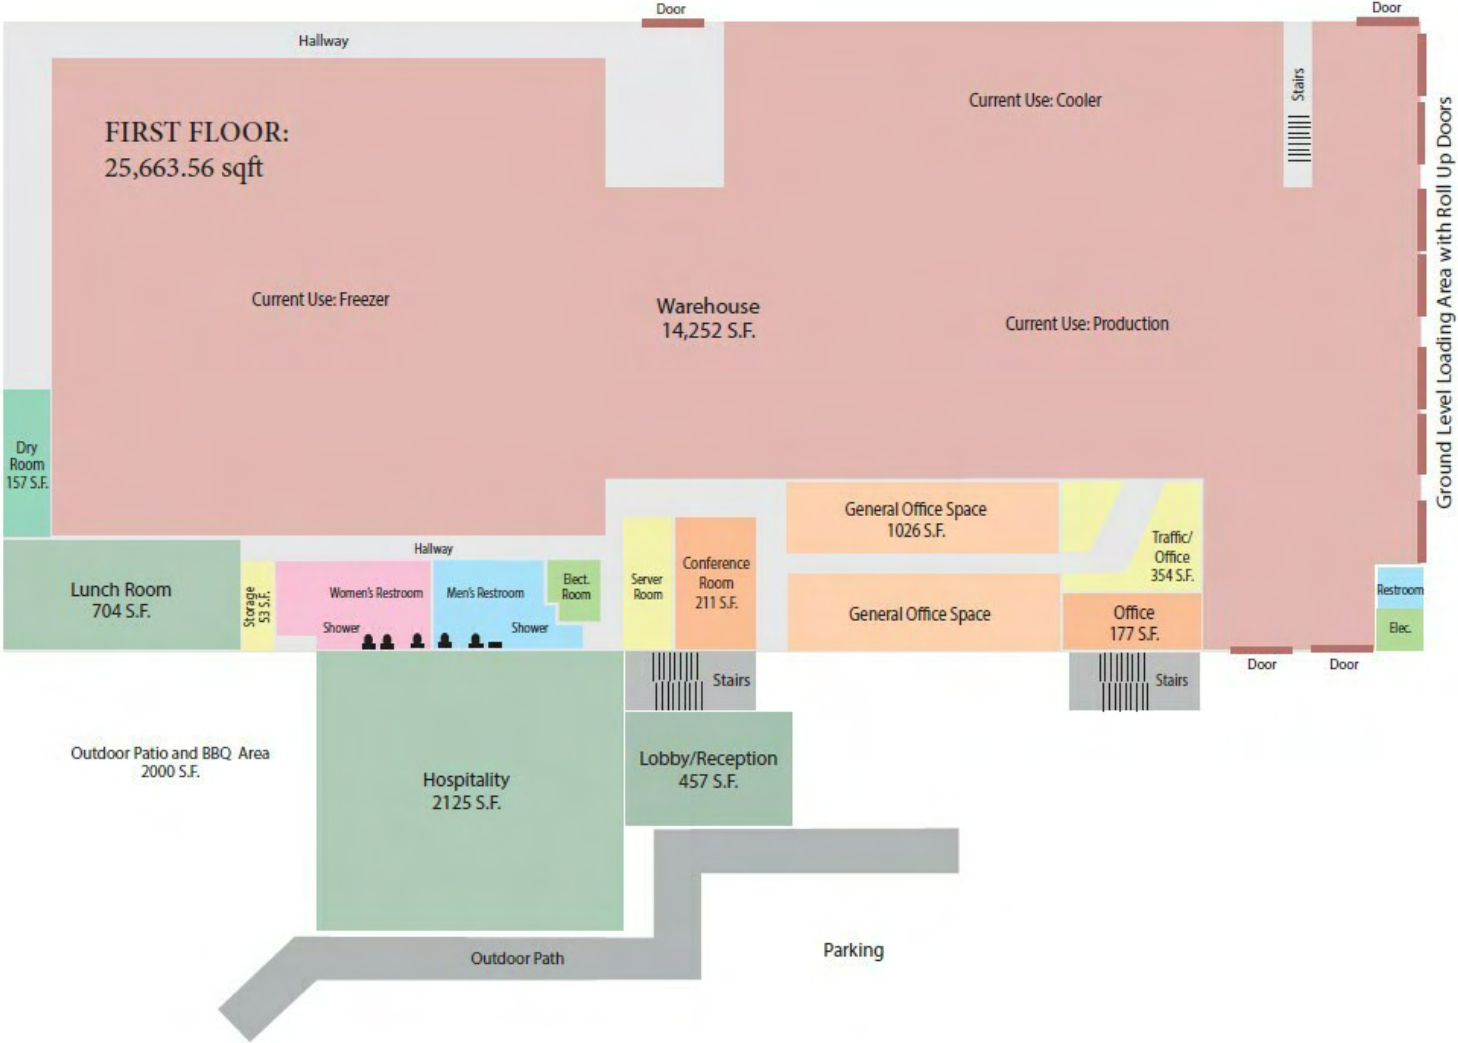 Door
Door
Hallway
Stairs
Current Use: Cooler
FIRST FLOOR:
25,663.56 sqft
Ground Level Loading Area with Roll Up Doors
Current Use: Freezer
Warehouse
14,252 S.F.
Current Use: Production
Dry
Room
157 S.F.
General Office Space
1026 S.F.
Traffic/
Office
354 S.F.
Hallway
Lunch Room
704 S.F.
Storage
53 S.F.
Women's Restroom
Shower
Men's Restroom
Shower
Elect.
Room
Server
Room
Conference
Room
211 S.F.
General Office Space
Office
177 S.F.
Restroom
Elec.
Door
Door
Stairs
Stairs
Outdoor Patio and BBQ Area
2000 S.F.
Hospitality
2125 S.F.
Lobby/Reception
457 S.F.
Outdoor Path
Parking